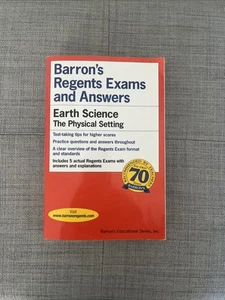 Barron's
Regents Exams
and Answers
Earth Science
The Physical Setting
Test-taking tips for higher scores
Practice questions and answers throughout
A clear overview of the Regents Exam format
and standards
Includes 5 actual Regents Exams with
answers and explanations
70
Visit
www.barronsregents.com
Barron's Educational Series, Inc.